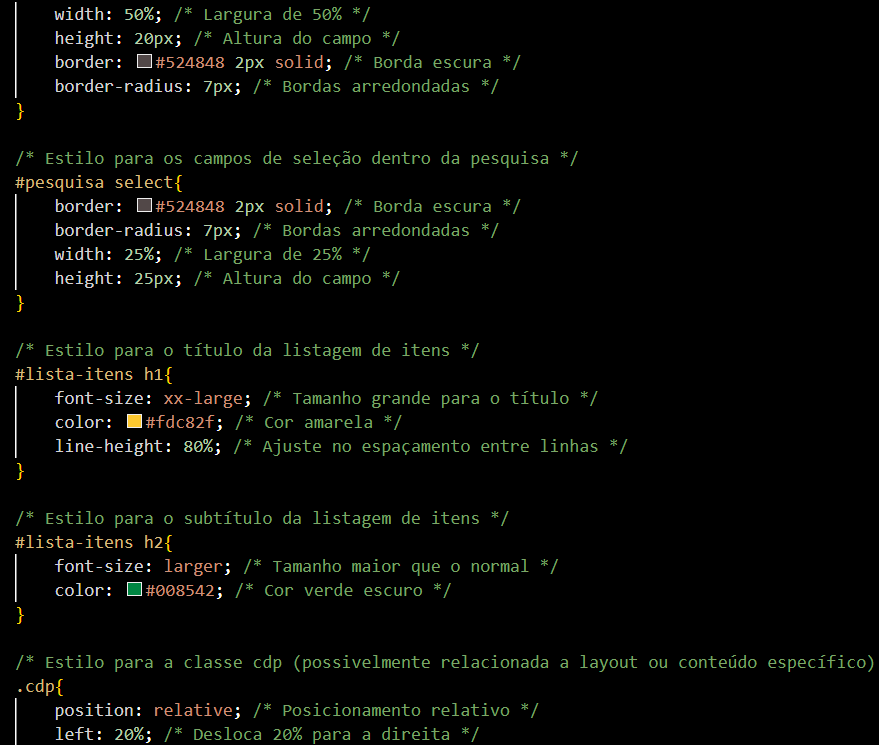 width: 50%; /* Largura de 50% */
    height: 20px; /* Altura do campo */
    border: #524848 2px solid; /* Borda escura */
    border-radius: 7px; /* Bordas arredondadas */
}

/* Estilo para os campos de seleção dentro da pesquisa */
#pesquisa select{
    border: #524848 2px solid; /* Borda escura */
    border-radius: 7px; /* Bordas arredondadas */
    width: 25%; /* Largura de 25% */
    height: 25px; /* Altura do campo */
}

/* Estilo para o título da listagem de itens */
#lista-itens h1{
    font-size: xx-large; /* Tamanho grande para o título */
    color: #fdc82f; /* Cor amarela */
    line-height: 80%; /* Ajuste no espaçamento entre linhas */
}

/* Estilo para o subtítulo da listagem de itens */
#lista-itens h2{
    font-size: larger; /* Tamanho maior que o normal */
    color: #008542; /* Cor verde escuro */
}

/* Estilo para a classe cdp (possivelmente relacionada a layout ou conteúdo específico)
.cdp{
    position: relative; /* Posicionamento relativo */
    left: 20%; /* Desloca 20% para a direita */